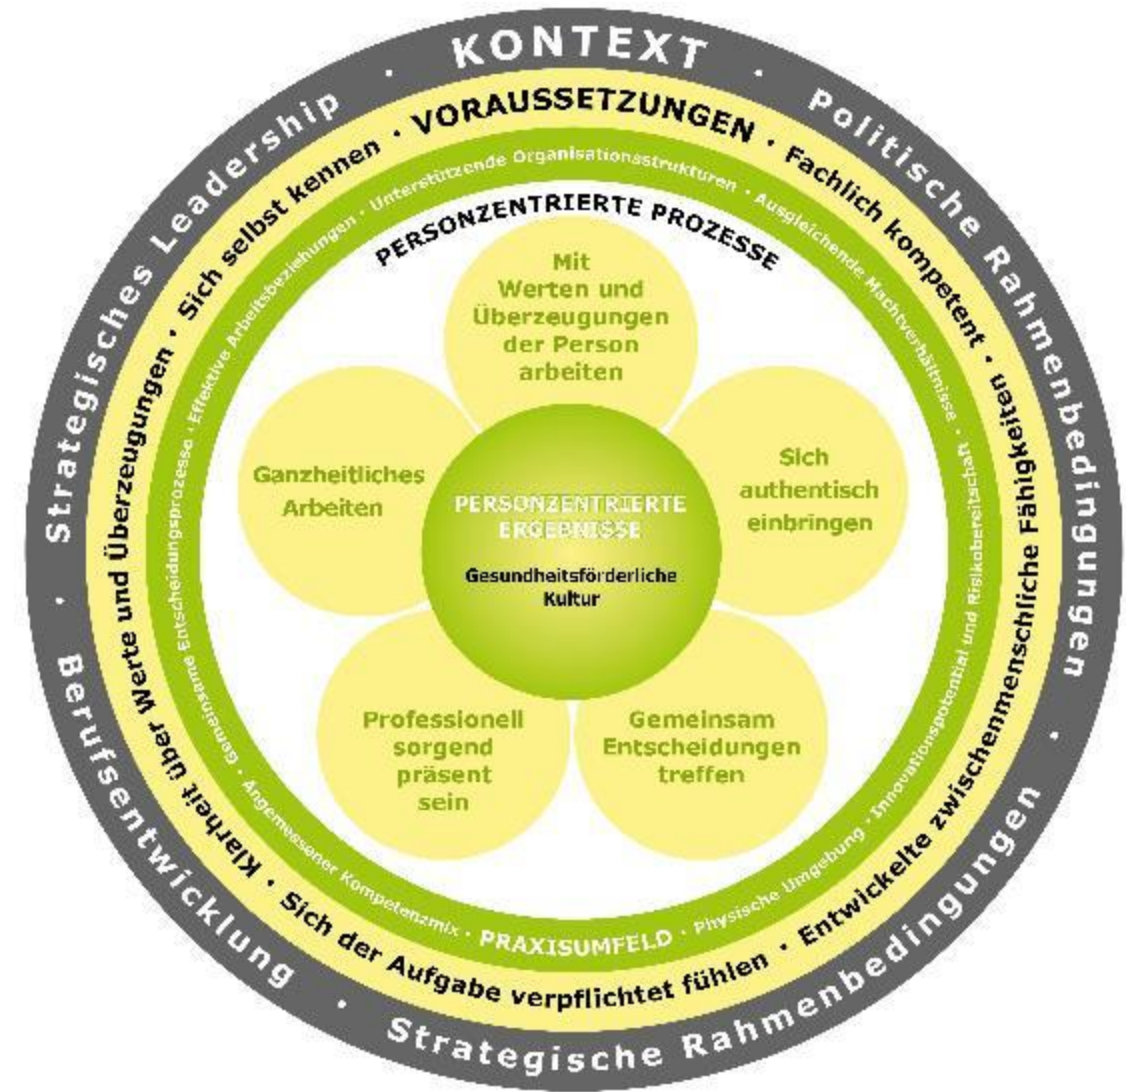 KONTEXT
·
Politische Rahmenbedingungen
·
Strategische Rahmenbedingungen
·
Berufsentwicklung
·
Strategisches Leadership
·
VORAUSSETZUNGEN · Fachlich kompetent · Entwickelte zwischenmenschliche Fähigkeiten · Sich der Aufgabe verpflichtet fühlen · Klarheit über Werte und Überzeugungen · Sich selbst kennen ·
Unterstützende Organisationsstrukturen · Ausgleichende Machtverhältnisse · Innovationspotential und Risikobereitschaft · Physische Umgebung · PRAXISUMFELD · Angemessener Kompetenzmix · Gemeinsame Entscheidungsprozesse · Effektive Arbeitsbeziehungen ·
PERSONZENTRIERTE PROZESSE
Mit
Werten und
Überzeugungen
der Person
arbeiten
Sich
authentisch
einbringen
Gemeinsam
Entscheidungen
treffen
Professionell
sorgend
präsent
sein
Ganzheitliches
Arbeiten
PERSONZENTRIERTE
ERGEBNISSE
Gesundheitsförderliche
Kultur